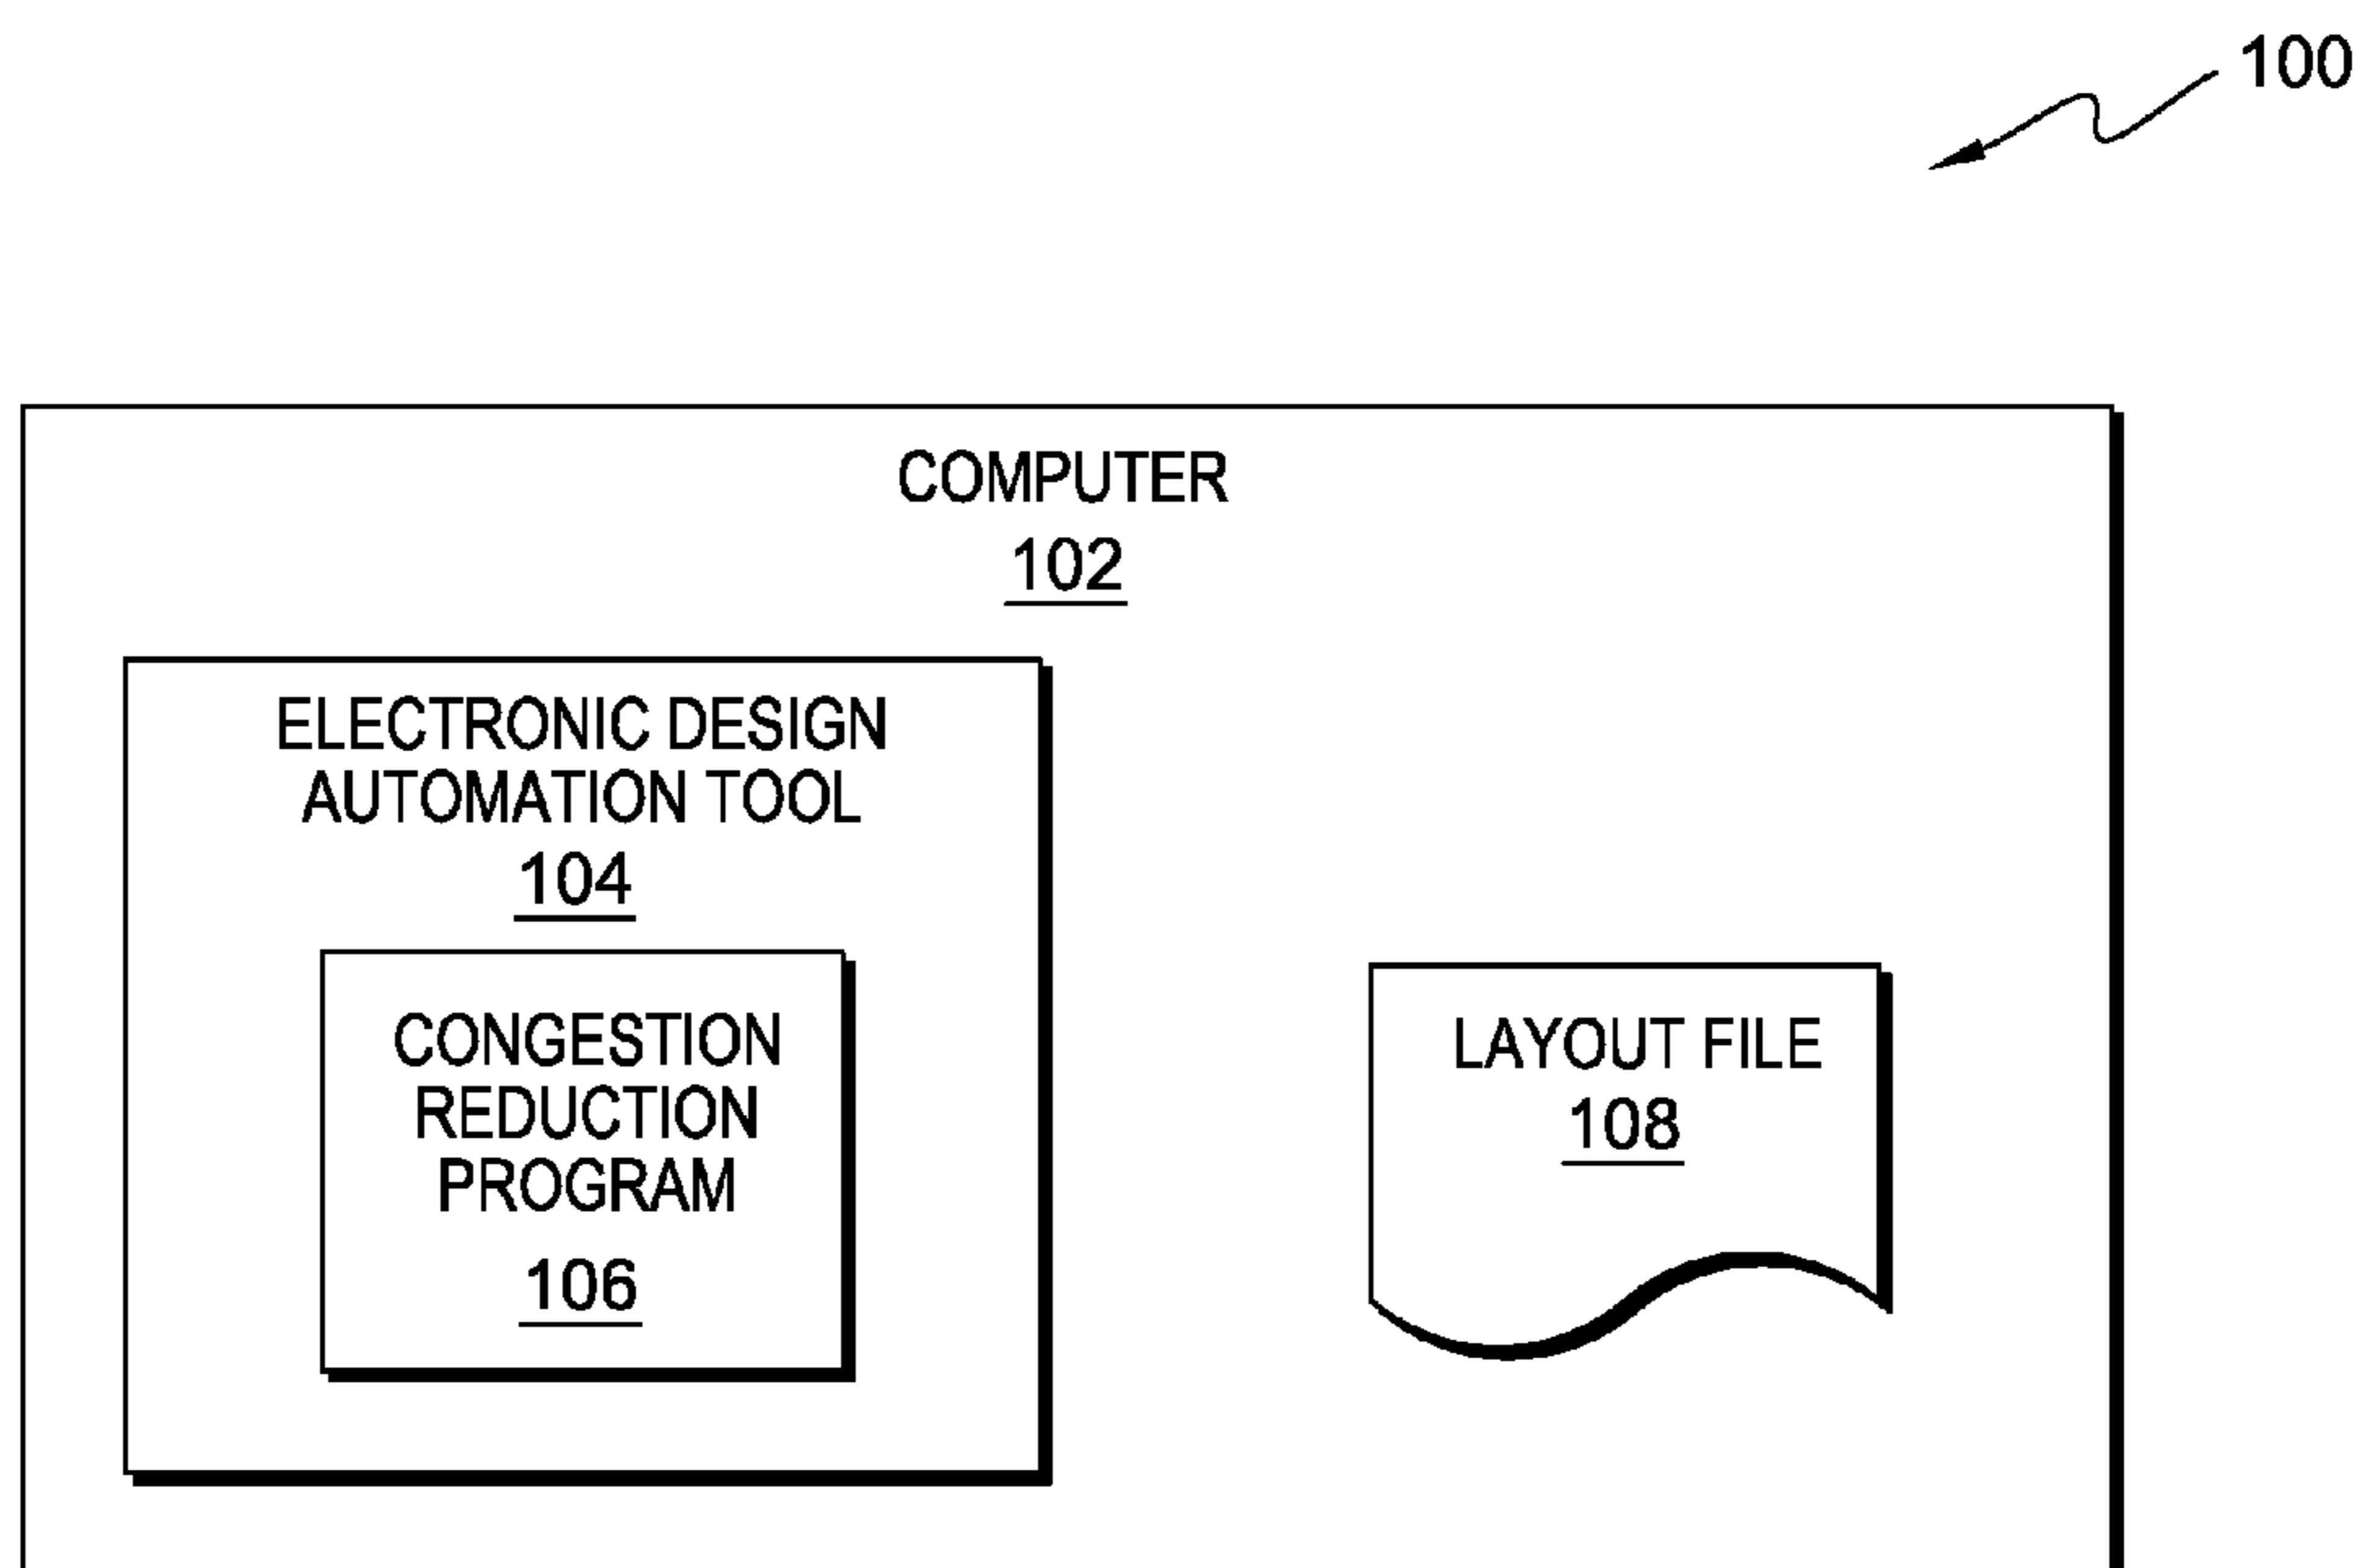 100
COMPUTER
102
ELECTRONIC DESIGN
AUTOMATION TOOL
104
CONGESTION
REDUCTION
PROGRAM
106
LAYOUT FILE
108